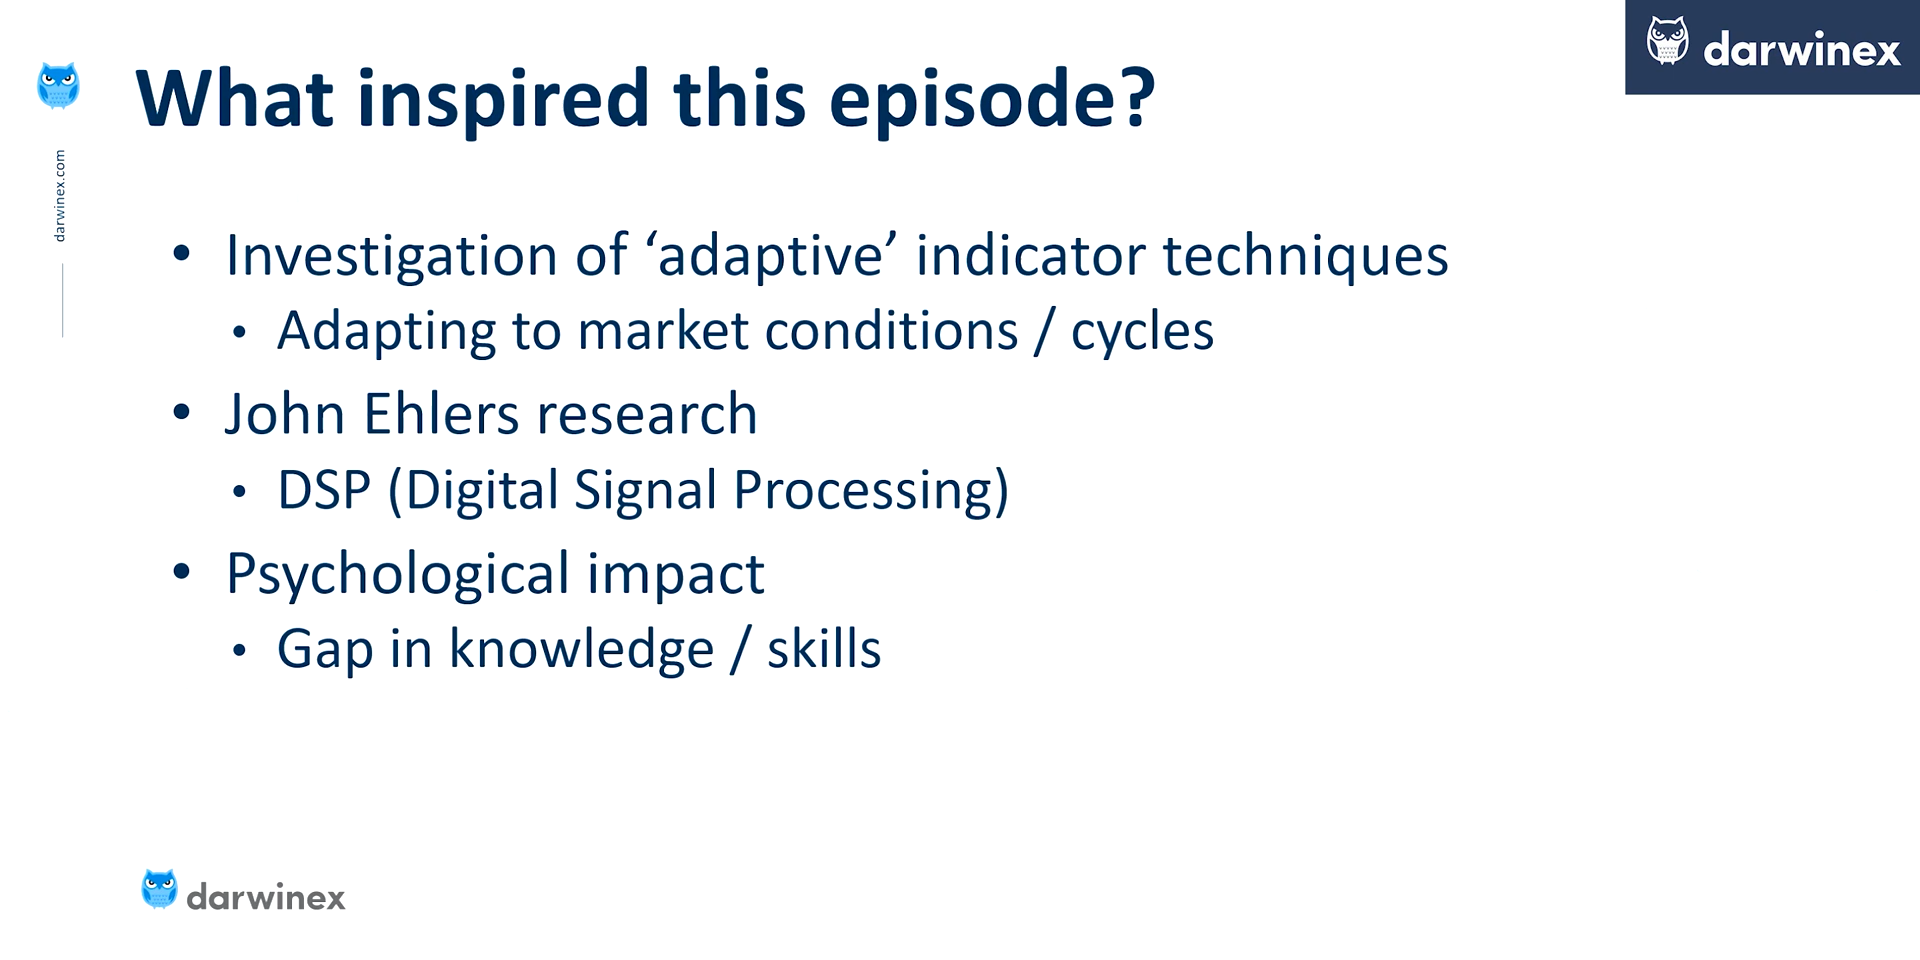 darwinex
What inspired this episode?
darwinex.com
• Investigation of ‘adaptive’ indicator techniques
• Adapting to market conditions / cycles
• John Ehlers research
• DSP (Digital Signal Processing)
• Psychological impact
• Gap in knowledge / skills
darwinex